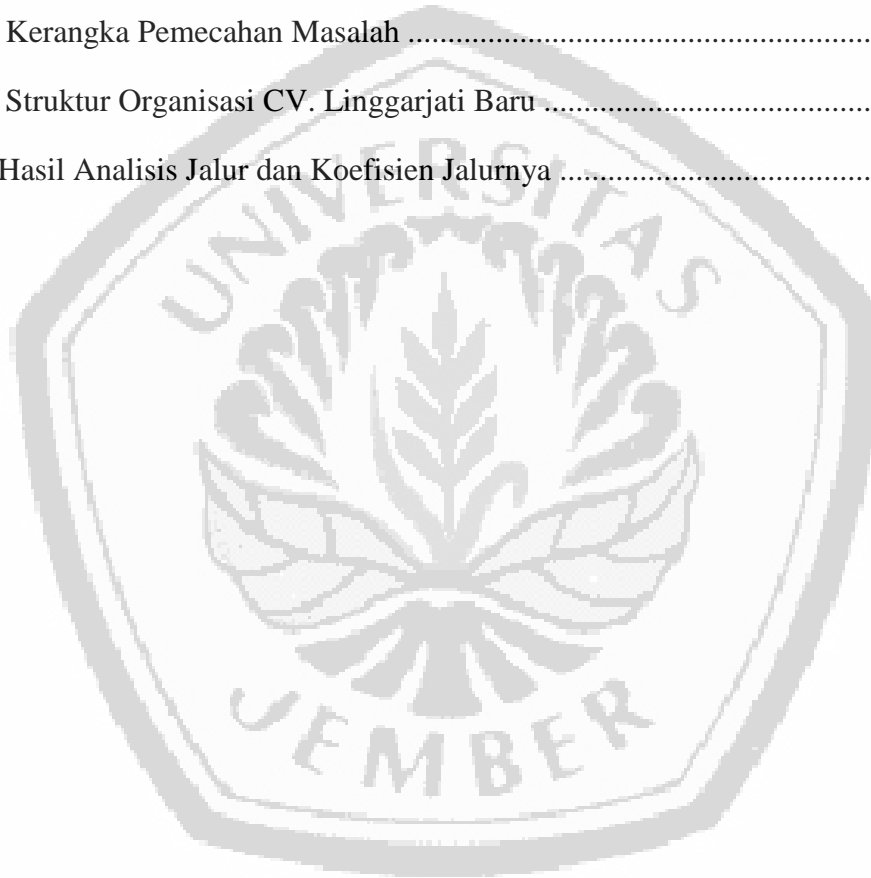 Kerangka Pemecahan Masalah ........................................................
Struktur Organisasi CV. Linggarjati Baru ........................................
Hasil Analisis Jalur dan Koefisien Jalurnya ......................................
UNIVERSITAS
JEMBER